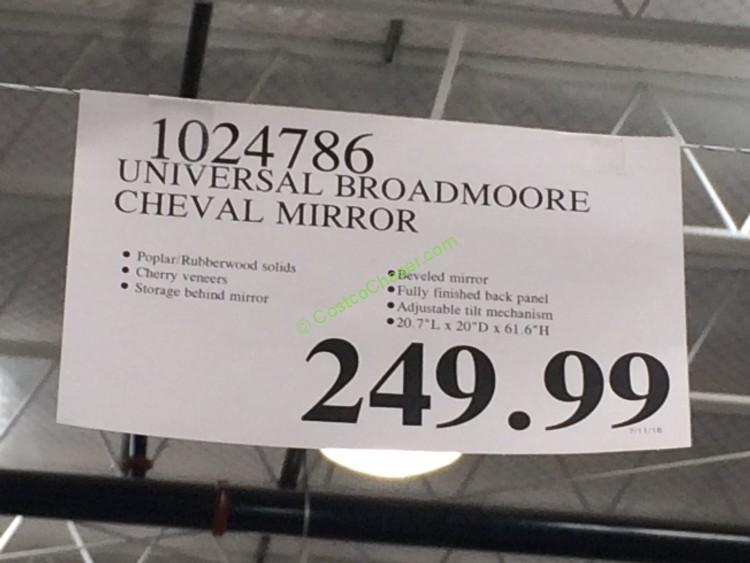 1024786
UNIVERSAL BROADMOORE
CHEVAL MIRROR
• Poplar/Rubberwood solids
• Cherry veneers
• Storage behind mirror
• Beveled mirror
• Fully finished back panel
• Adjustable tilt mechanism
• 20.7"L x 20"D x 61.6"H
249.99
7/11/16
© CostcoChaser.com